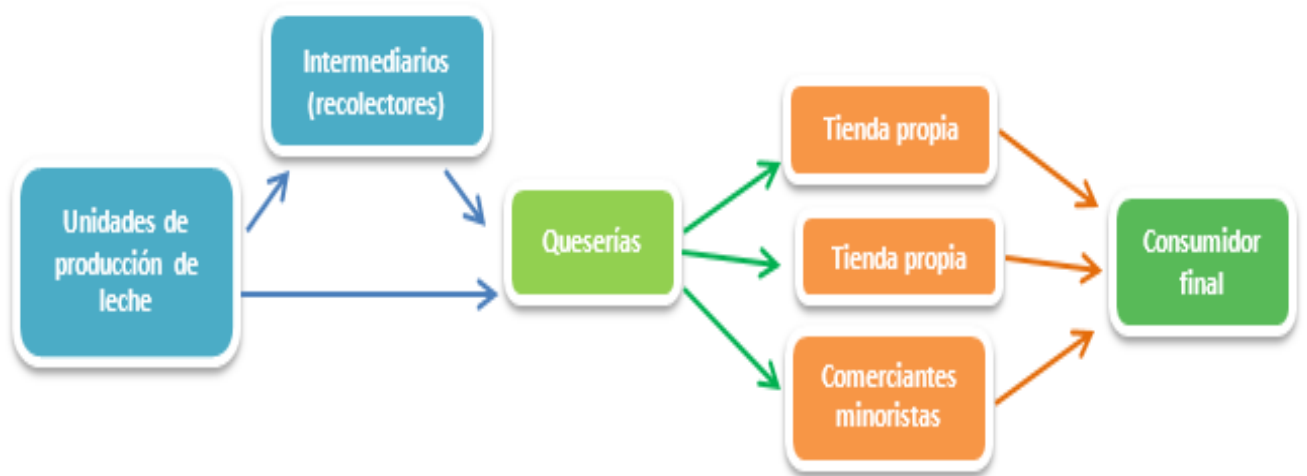 Intermediarios
(recolectores)
Unidades de
producción de
leche
Queserías
Tienda propia
Tienda propia
Comerciantes
minoristas
Consumidor
final